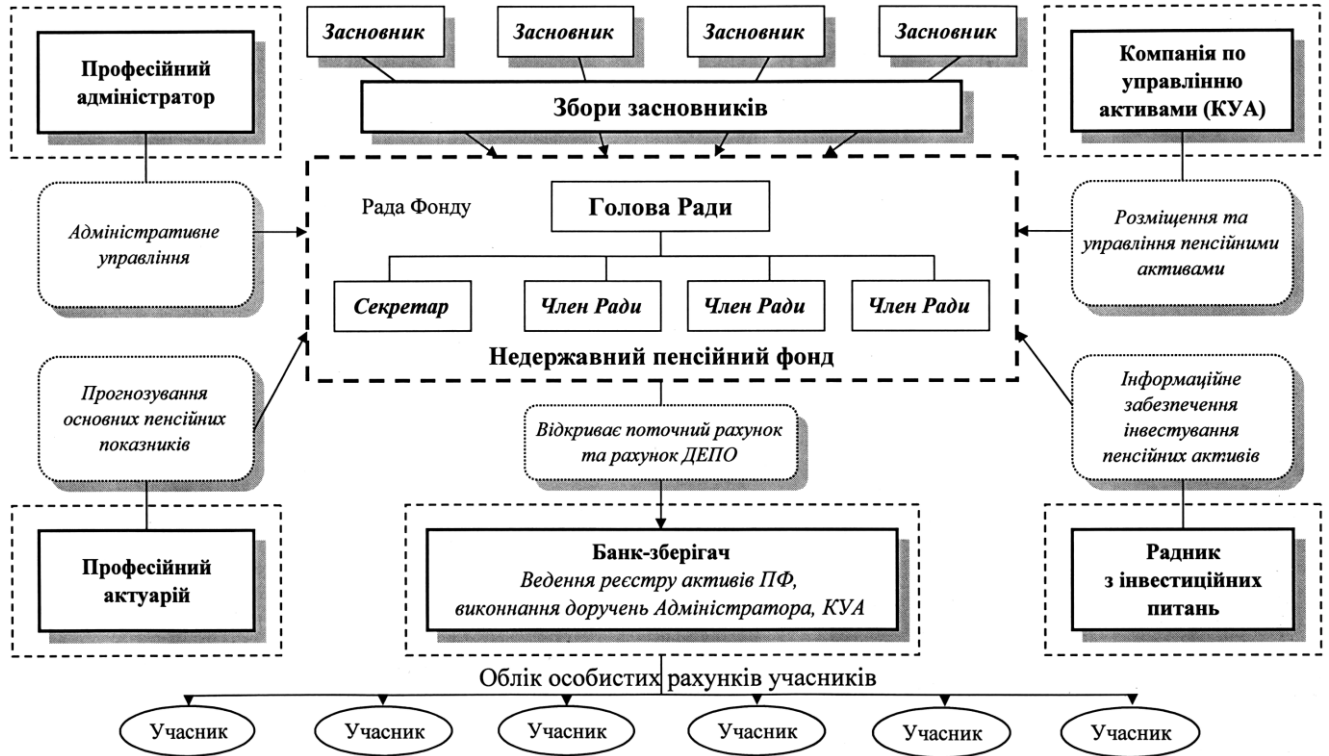 Засновник
Засновник
Засновник
Засновник
Професійний
адміністратор
Збори засновників
Компанія по
управлінню
активами (КУА)
Адміністративне
управління
Рада Фонду
Голова Ради
Розміщення та
управління пенсійними
активами
Секретар
Член Ради
Член Ради
Член Ради
Недержавний пенсійний фонд
Прогнозування
основних пенсійних
показників
Відкриває поточний рахунок
та рахунок ДЕПО
Інформаційне
забезпечення
інвестування
пенсійних активів
Професійний
актуарій
Банк-зберігач
Ведення реєстру активів ПФ,
виконнання доручень Адміністратора, КУА
Радник
з інвестиційних
питань
Облік особистих рахунків учасників
Учасник
Учасник
Учасник
Учасник
Учасник
Учасник